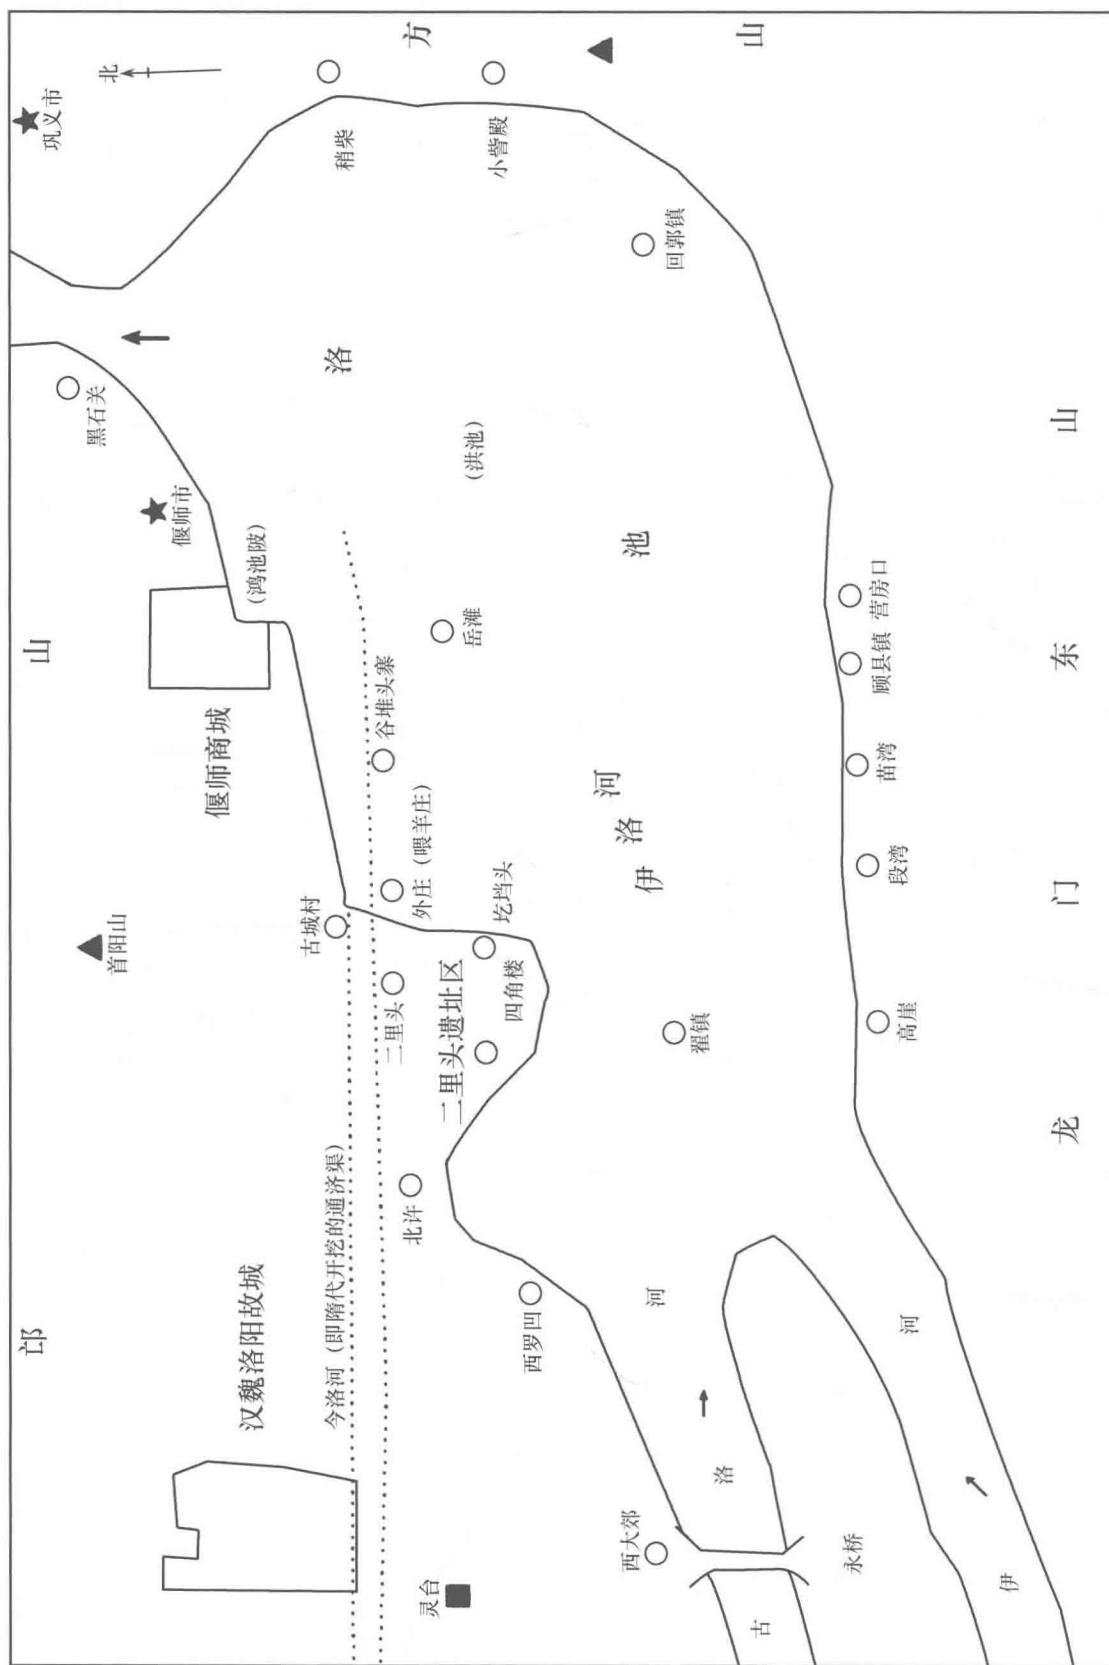 邙山
巩义市
北
黑石关
首阳山
偃师市
偃师商城
汉魏洛阳故城
(鸿池陂)
古城村
今洛河（即隋代开挖的通济渠）
稍柴
谷堆头寨
二里头
外庄（喂羊庄）
方山
北许
灵台
二里头遗址区
岳滩
(洪池)
小訾殿
圪垱头
四角楼
西罗凹
洛池
伊洛河
西大郊
回郭镇
翟镇
古洛河
永桥
伊河
高崖
段湾
苗湾
顾县镇
营房口
龙门东山